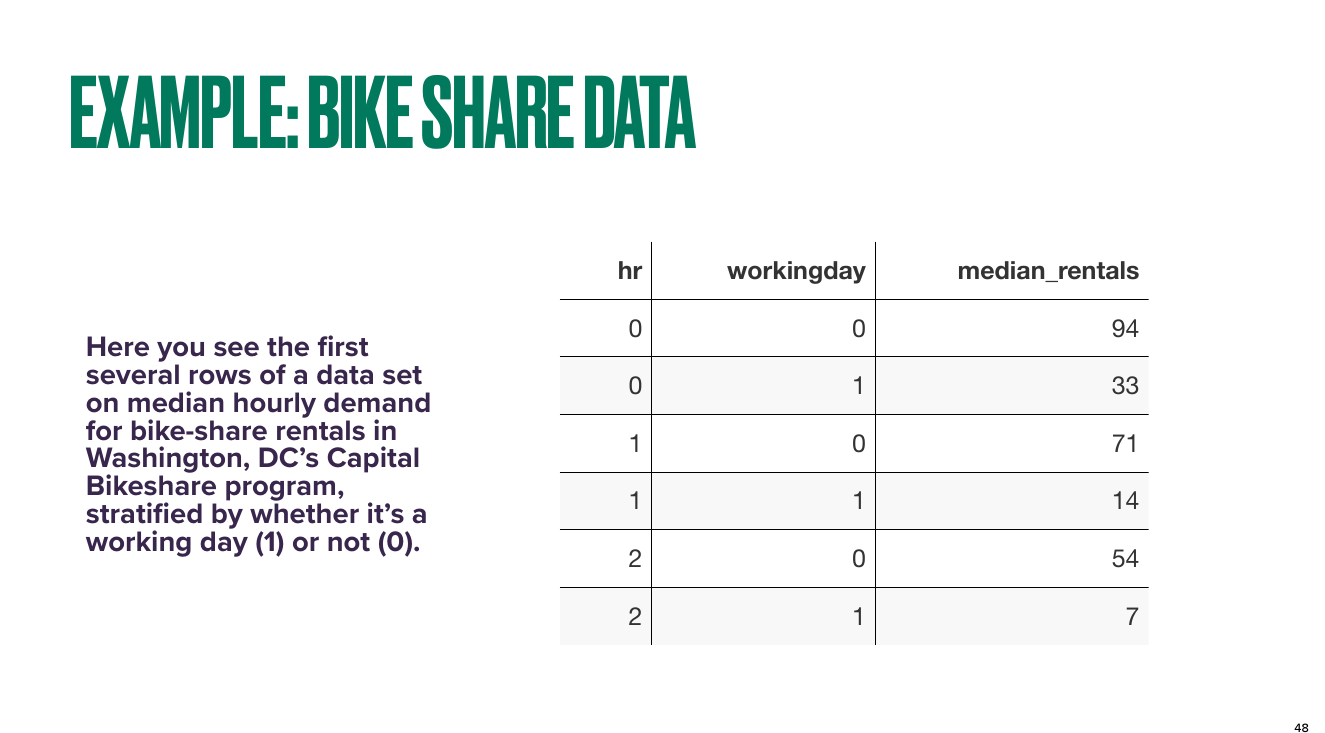 EXAMPLE: BIKE SHARE DATA
Here you see the first
several rows of a data set
on median hourly demand
for bike-share rentals in
Washington, DC’s Capital
Bikeshare program,
stratified by whether it’s a
working day (1) or not (0).
hr workingday median_rentals
0 0 94
0 1 33
1 0 71
1 1 14
2 0 54
2 1 7
48